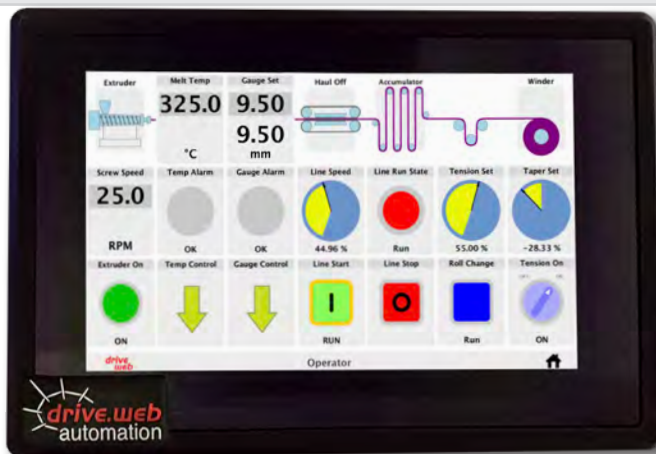 Extruder Melt Temp Gauge Set Haul Off Accumulator Winder
325.0 9.50
9.50
°C mm
Screw Speed Temp Alarm Gauge Alarm Line Speed Line Run State Tension Set Taper Set
25.0
RPM OK OK 44.96 % Run 55.00 % -28.33 %
Extruder On Temp Control Gauge Control Line Start Line Stop Roll Change Tension On
OFF ON
I O
ON RUN Run ON
drive.
web
Operator
drive.web
automation